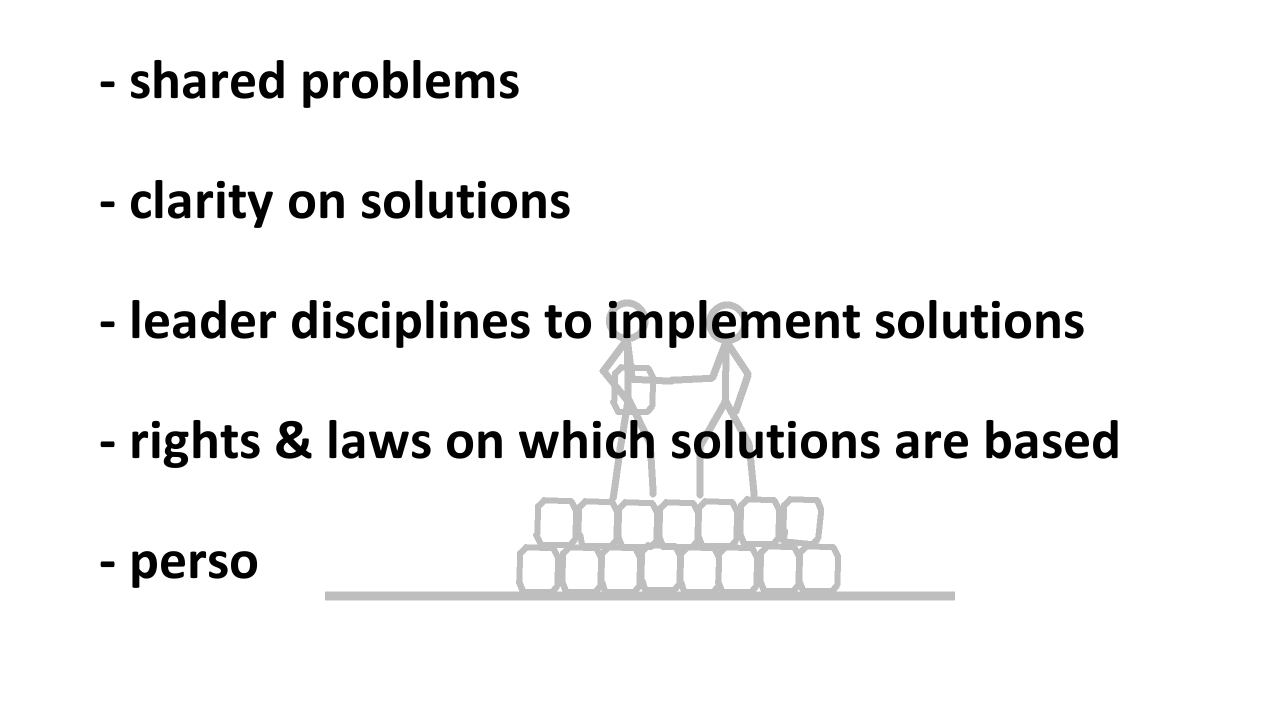 - shared problems
- clarity on solutions
- leader disciplines to implement solutions
- rights & laws on which solutions are based
- perso